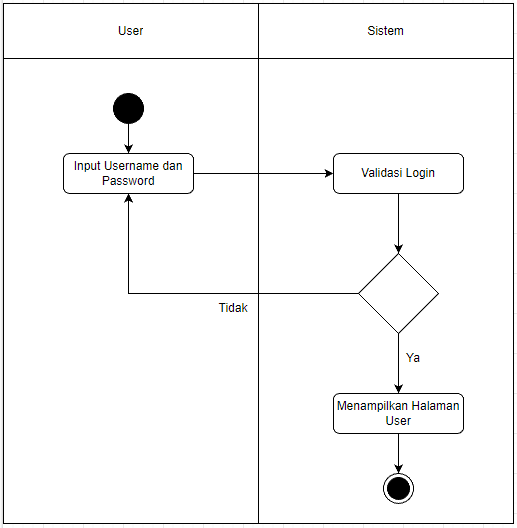 User
Sistem
Input Username dan
Password
Validasi Login
Tidak
Ya
Menampilkan Halaman
User